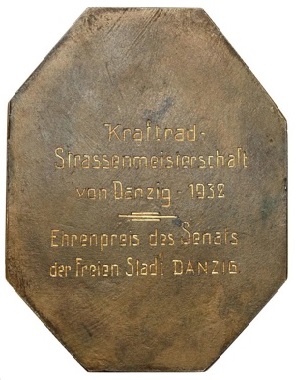 Kraftrad-
Strassenmeisterschaft
von Danzig - 1932
Ehrenpreis des Senats
der Freien Stadt DANZIG.